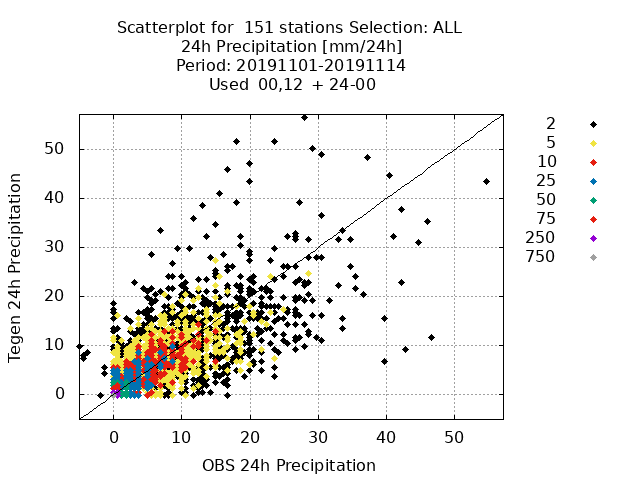 Scatterplot for  151 stations Selection: ALL
24h Precipitation [mm/24h]
Period: 20191101-20191114
Used  00,12  + 24-00
2
5
10
25
50
75
250
750
50
40
30
20
10
0
Tegen 24h Precipitation
0 10 20 30 40 50
OBS 24h Precipitation